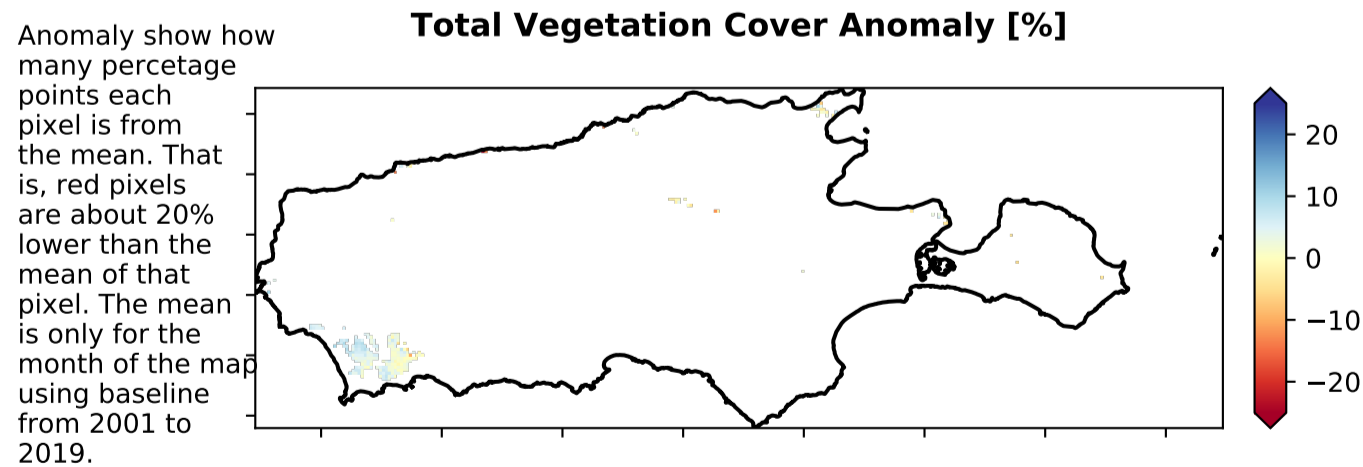 Total Vegetation Cover Anomaly [%]
Anomaly show how
many percetage
points each
pixel is from
the mean. That
is, red pixels
are about 20%
lower than the
mean of that
pixel. The mean
is only for the
month of the map
using baseline
from 2001 to
2019.
20
10
0
−10
−20